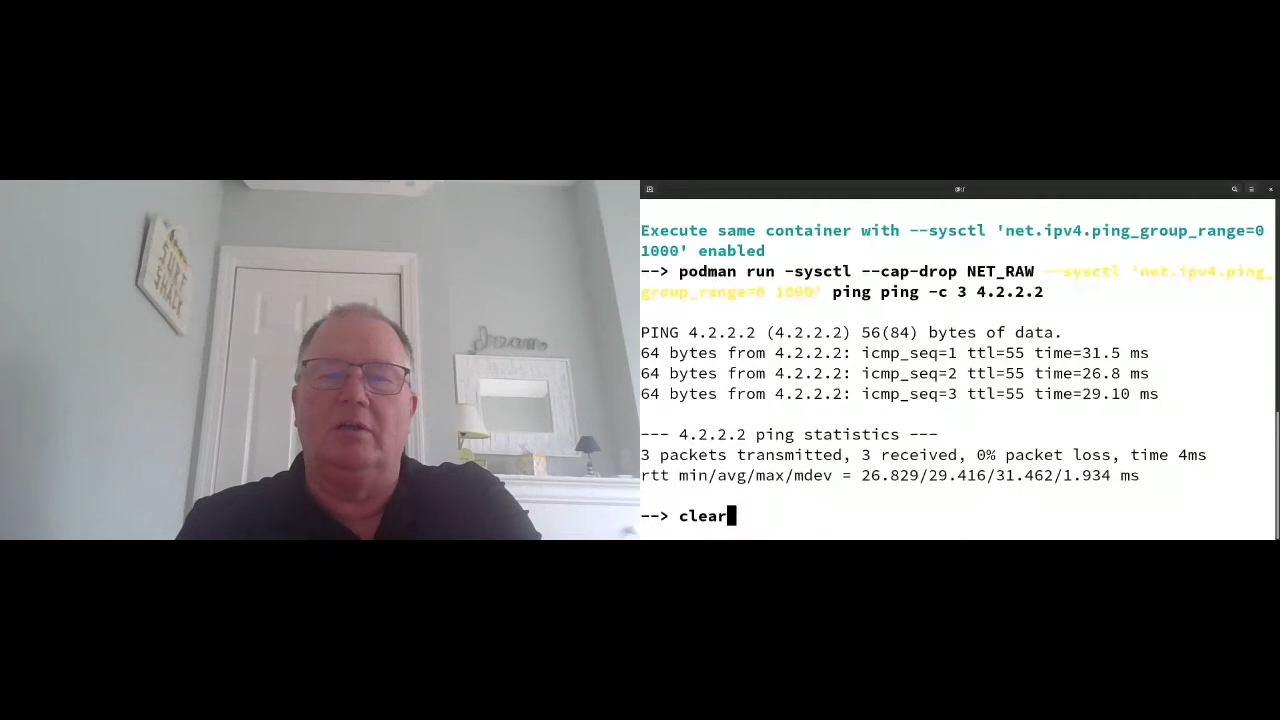 SURF
SHACK
dream
Execute same container with --sysctl 'net.ipv4.ping_group_range=0
1000' enabled
--> podman run -sysctl --cap-drop NET_RAW --sysctl 'net.ipv4.ping_
group_range=0 1000' ping ping -c 3 4.2.2.2
PING 4.2.2.2 (4.2.2.2) 56(84) bytes of data.
64 bytes from 4.2.2.2: icmp_seq=1 ttl=55 time=31.5 ms
64 bytes from 4.2.2.2: icmp_seq=2 ttl=55 time=26.8 ms
64 bytes from 4.2.2.2: icmp_seq=3 ttl=55 time=29.10 ms
--- 4.2.2.2 ping statistics ---
3 packets transmitted, 3 received, 0% packet loss, time 4ms
rtt min/avg/max/mdev = 26.829/29.416/31.462/1.934 ms
--> clear